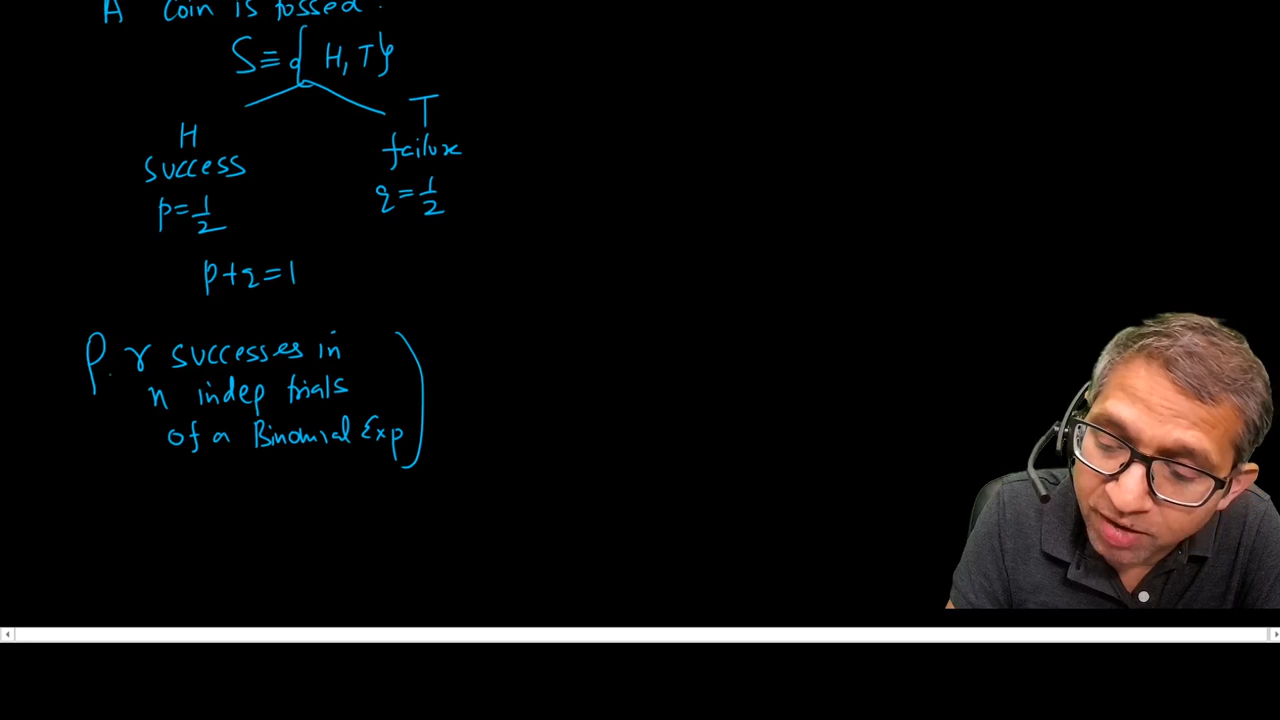 A coin is tossed.
S≡{ H, T}
H
T
success
failure
p=1/2
q=1/2
p+q=1
P. r successes in
n indep trials
of a Binomial Exp)